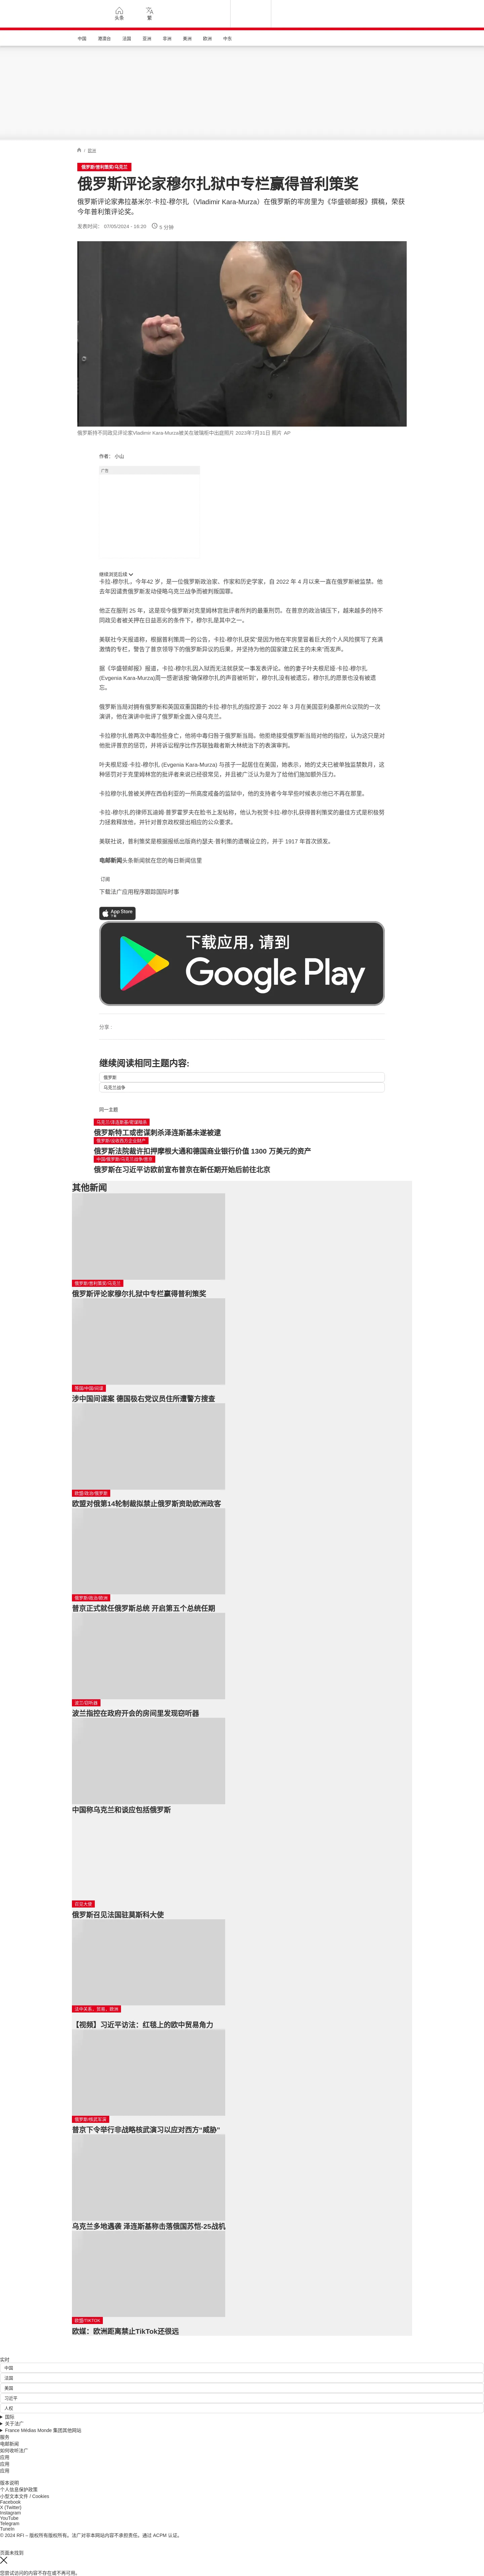 头条
繁
中国
港澳台
法国
亚洲
非洲
美洲
欧洲
中东
/ 欧洲
俄罗斯/普利策奖/乌克兰
俄罗斯评论家穆尔扎狱中专栏赢得普利策奖
俄罗斯评论家弗拉基米尔·卡拉-穆尔扎（Vladimir Kara-Murza）在俄罗斯的牢房里为《华盛顿邮报》撰稿，荣获今年普利策评论奖。
发表时间： 07/05/2024 - 16:20 5 分钟
俄罗斯持不同政见评论家Vladimir Kara-Murza被关在玻璃柜中出庭照片 2023年7月31日 照片 AP
作者： 小山
广告
继续浏览后续
卡拉-穆尔扎，今年42 岁，是一位俄罗斯政治家、作家和历史学家，自 2022 年 4 月以来一直在俄罗斯被监禁。他去年因谴责俄罗斯发动侵略乌克兰战争而被判叛国罪。
他正在服刑 25 年，这是现今俄罗斯对克里姆林宫批评者所判的最重刑罚。在普京的政治镇压下，越来越多的持不同政见者被关押在日益恶劣的条件下，穆尔扎是其中之一。
美联社今天报道称，根据普利策周一的公告，卡拉-穆尔扎获奖“是因为他在牢房里冒着巨大的个人风险撰写了充满激情的专栏，警告了普京领导下的俄罗斯异议的后果，并坚持为他的国家建立民主的未来”而发声。
据《华盛顿邮报》报道，卡拉-穆尔扎因入狱而无法就获奖一事发表评论。他的妻子叶夫根尼娅·卡拉-穆尔扎 (Evgenia Kara-Murza)周一感谢该报“确保穆尔扎的声音被听到”，穆尔扎没有被遗忘，穆尔扎的愿景也没有被遗忘。
俄罗斯当局对拥有俄罗斯和英国双重国籍的卡拉-穆尔扎的指控源于 2022 年 3 月在美国亚利桑那州众议院的一次演讲，他在演讲中批评了俄罗斯全面入侵乌克兰。
卡拉穆尔扎曾两次中毒险些身亡，他将中毒归咎于俄罗斯当局。他拒绝接受俄罗斯当局对他的指控，认为这只是对他批评普京的惩罚，并将诉讼程序比作苏联独裁者斯大林统治下的表演审判。
叶夫根尼娅·卡拉-穆尔扎 (Evgenia Kara-Murza) 与孩子一起居住在美国，她表示，她的丈夫已被单独监禁数月，这种惩罚对于克里姆林宫的批评者来说已经很常见，并且被广泛认为是为了给他们施加额外压力。
卡拉穆尔扎曾被关押在西伯利亚的一所高度戒备的监狱中，他的支持者今年早些时候表示他已不再在那里。
卡拉-穆尔扎的律师瓦迪姆·普罗霍罗夫在脸书上发帖称，他认为祝贺卡拉-穆尔扎获得普利策奖的最佳方式是积极努力拯救释放他，并针对普京政权提出相应的公众要求。
美联社说，普利策奖是根据报纸出版商约瑟夫·普利策的遗嘱设立的，并于 1917 年首次颁发。
电邮新闻头条新闻就在您的每日新闻信里
订阅
下载法广应用程序跟踪国际时事
App Store
下载应用，请到
Google Play
分享 :
继续阅读相同主题内容:
俄罗斯
乌克兰战争
同一主题
乌克兰/泽连斯基/密谋暗杀
俄罗斯特工或密谋刺杀泽连斯基未遂被逮
俄罗斯/没收西方企业财产
俄罗斯法院裁许扣押摩根大通和德国商业银行价值 1300 万美元的资产
中国/俄罗斯/乌克兰战争/普京
俄罗斯在习近平访欧前宣布普京在新任期开始后前往北京
其他新闻
俄罗斯/普利策奖/乌克兰
俄罗斯评论家穆尔扎狱中专栏赢得普利策奖
德国/中国/间谍
涉中国间谍案 德国极右党议员住所遭警方搜查
欧盟/政治/俄罗斯
欧盟对俄第14轮制裁拟禁止俄罗斯资助欧洲政客
俄罗斯/政治/欧洲
普京正式就任俄罗斯总统 开启第五个总统任期
波兰/窃听器
波兰指控在政府开会的房间里发现窃听器
中国称乌克兰和谈应包括俄罗斯
召见大使
俄罗斯召见法国驻莫斯科大使
法中关系、贸易、欧洲
【视频】习近平访法：红毯上的欧中贸易角力
俄罗斯/核武军演
普京下令举行非战略核武演习以应对西方“威胁”
乌克兰多地遇袭 泽连斯基称击落俄国苏恺-25战机
欧盟/TIKTOK
欧媒：欧洲距离禁止TikTok还很远
实时
中国
法国
美国
习近平
人权
国际
关于法广
France Médias Monde 集团其他网站
服务
电邮新闻
如何收听法广
应用
应用
应用
版本说明
个人信息保护政策
小型文本文件 / Cookies
Facebook
X (Twitter)
Instagram
YouTube
Telegram
TuneIn
© 2024 RFI – 版权所有版权所有。法广对非本网站内容不承担责任。通过 ACPM 认证。
页面未找到
您尝试访问的内容不存在或不再可用。